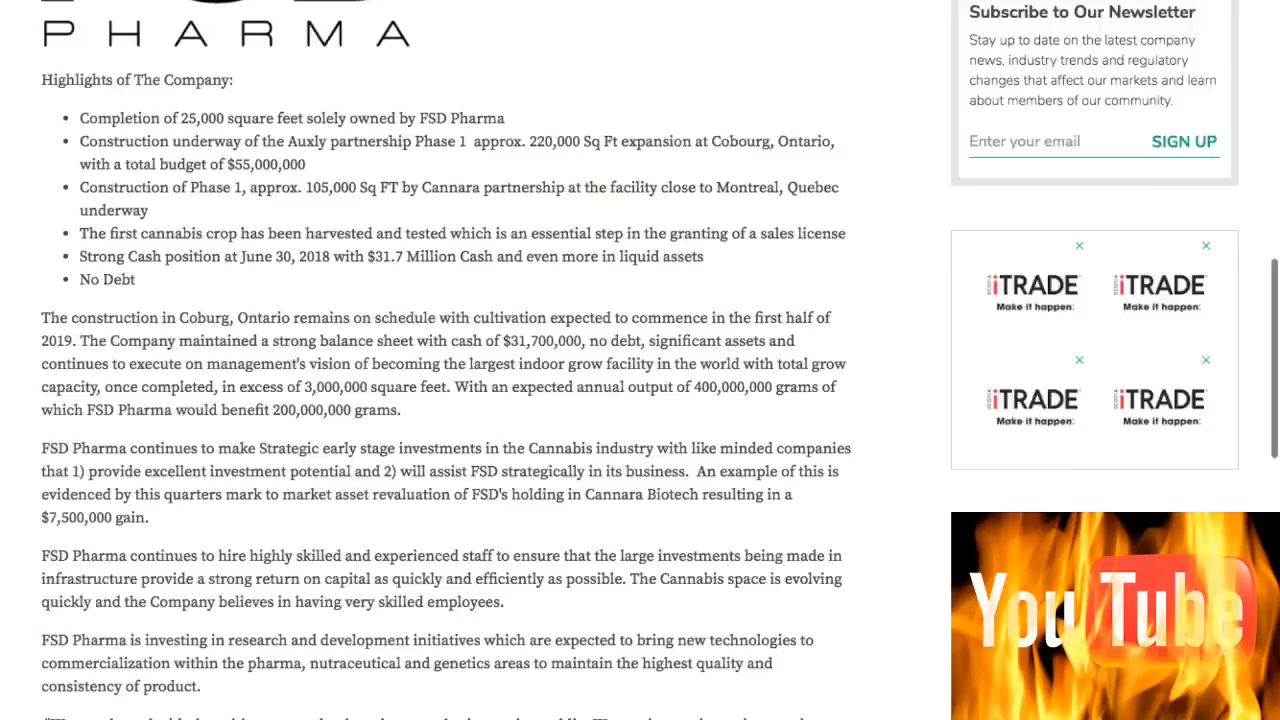 PHARMA
Highlights of The Company:
• Completion of 25,000 square feet solely owned by FSD Pharma
• Construction underway of the Auxly partnership Phase 1 approx. 220,000 Sq Ft expansion at Cobourg, Ontario,
with a total budget of $55,000,000
• Construction of Phase 1, approx. 105,000 Sq FT by Cannara partnership at the facility close to Montreal, Quebec
underway
• The first cannabis crop has been harvested and tested which is an essential step in the granting of a sales license
• Strong Cash position at June 30, 2018 with $31.7 Million Cash and even more in liquid assets
• No Debt
The construction in Coburg, Ontario remains on schedule with cultivation expected to commence in the first half of
2019. The Company maintained a strong balance sheet with cash of $31,700,000, no debt, significant assets and
continues to execute on management's vision of becoming the largest indoor grow facility in the world with total grow
capacity, once completed, in excess of 3,000,000 square feet. With an expected annual output of 400,000,000 grams of
which FSD Pharma would benefit 200,000,000 grams.
FSD Pharma continues to make Strategic early stage investments in the Cannabis industry with like minded companies
that 1) provide excellent investment potential and 2) will assist FSD strategically in its business. An example of this is
evidenced by this quarters mark to market asset revaluation of FSD's holding in Cannara Biotech resulting in a
$7,500,000 gain.
FSD Pharma continues to hire highly skilled and experienced staff to ensure that the large investments being made in
infrastructure provide a strong return on capital as quickly and efficiently as possible. The Cannabis space is evolving
quickly and the Company believes in having very skilled employees.
FSD Pharma is investing in research and development initiatives which are expected to bring new technologies to
commercialization within the pharma, nutraceutical and genetics areas to maintain the highest quality and
consistency of product.
Subscribe to Our Newsletter
Stay up to date on the latest company
news, industry trends and regulatory
changes that affect our markets and learn
about members of our community.
Enter your email SIGN UP
SCOTIA iTRADE SCOTIA iTRADE
Make it happen: Make it happen:
SCOTIA iTRADE SCOTIA iTRADE
Make it happen: Make it happen:
YouTube